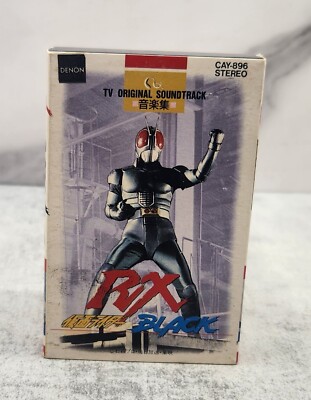 DENON
CAY-896
STEREO
TV ORIGINAL SOUNDTRACK
音楽集
RX
仮面ライダー BLACK